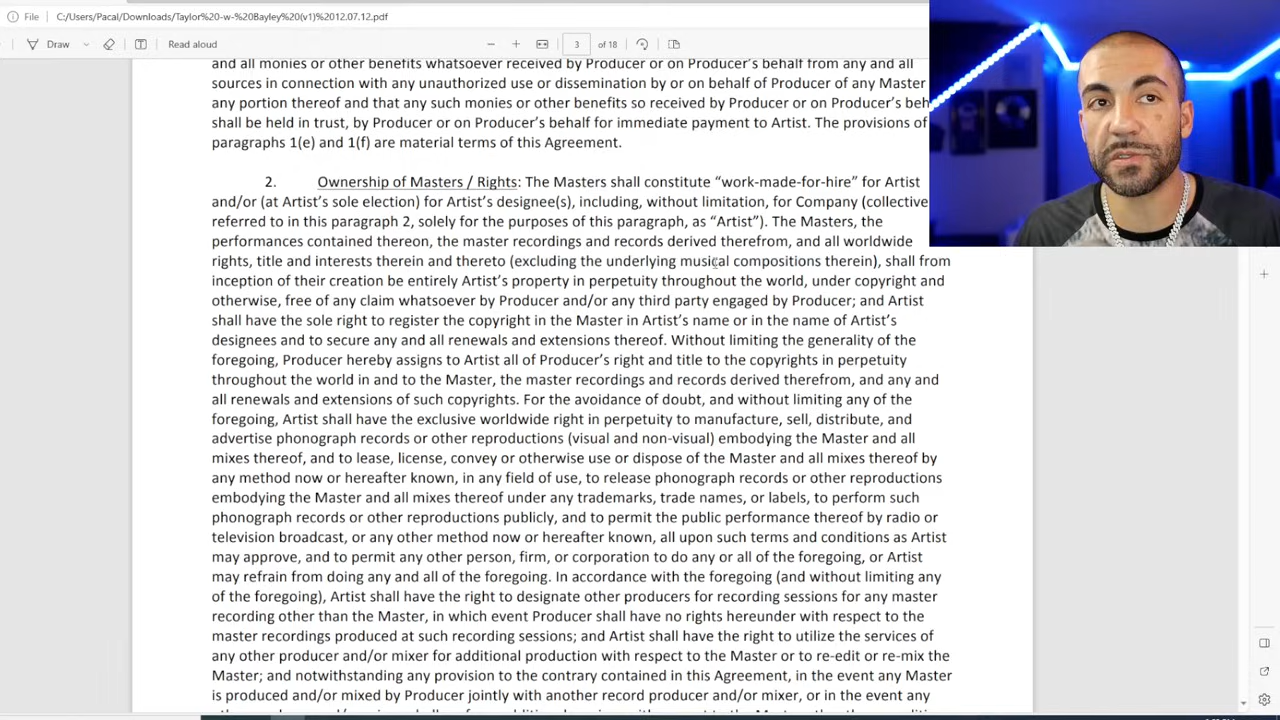 File
C:/Users/Pacal/Downloads/Taylor%20-w-%20Bayley%20(v1)%2012.07.12.pdf
Draw
Read aloud
3
of 18
and all monies or other benefits whatsoever received by Producer or on Producer's behalf from any and all
sources in connection with any unauthorized use or dissemination by or on behalf of Producer of any Master
any portion thereof and that any such monies or other benefits so received by Producer or on Producer's beh
shall be held in trust, by Producer or on Producer's behalf for immediate payment to Artist. The provisions of
paragraphs 1(e) and 1(f) are material terms of this Agreement.
2. Ownership of Masters / Rights: The Masters shall constitute “work-made-for-hire” for Artist
and/or (at Artist's sole election) for Artist's designee(s), including, without limitation, for Company (collective
referred to in this paragraph 2, solely for the purposes of this paragraph, as “Artist”). The Masters, the
performances contained thereon, the master recordings and records derived therefrom, and all worldwide
rights, title and interests therein and thereto (excluding the underlying musical compositions therein), shall from
inception of their creation be entirely Artist's property in perpetuity throughout the world, under copyright and
otherwise, free of any claim whatsoever by Producer and/or any third party engaged by Producer; and Artist
shall have the sole right to register the copyright in the Master in Artist's name or in the name of Artist's
designees and to secure any and all renewals and extensions thereof. Without limiting the generality of the
foregoing, Producer hereby assigns to Artist all of Producer's right and title to the copyrights in perpetuity
throughout the world in and to the Master, the master recordings and records derived therefrom, and any and
all renewals and extensions of such copyrights. For the avoidance of doubt, and without limiting any of the
foregoing, Artist shall have the exclusive worldwide right in perpetuity to manufacture, sell, distribute, and
advertise phonograph records or other reproductions (visual and non-visual) embodying the Master and all
mixes thereof, and to lease, license, convey or otherwise use or dispose of the Master and all mixes thereof by
any method now or hereafter known, in any field of use, to release phonograph records or other reproductions
embodying the Master and all mixes thereof under any trademarks, trade names, or labels, to perform such
phonograph records or other reproductions publicly, and to permit the public performance thereof by radio or
television broadcast, or any other method now or hereafter known, all upon such terms and conditions as Artist
may approve, and to permit any other person, firm, or corporation to do any or all of the foregoing, or Artist
may refrain from doing any and all of the foregoing. In accordance with the foregoing (and without limiting any
of the foregoing), Artist shall have the right to designate other producers for recording sessions for any master
recording other than the Master, in which event Producer shall have no rights hereunder with respect to the
master recordings produced at such recording sessions; and Artist shall have the right to utilize the services of
any other producer and/or mixer for additional production with respect to the Master or to re-edit or re-mix the
Master; and notwithstanding any provision to the contrary contained in this Agreement, in the event any Master
is produced and/or mixed by Producer jointly with another record producer and/or mixer, or in the event any